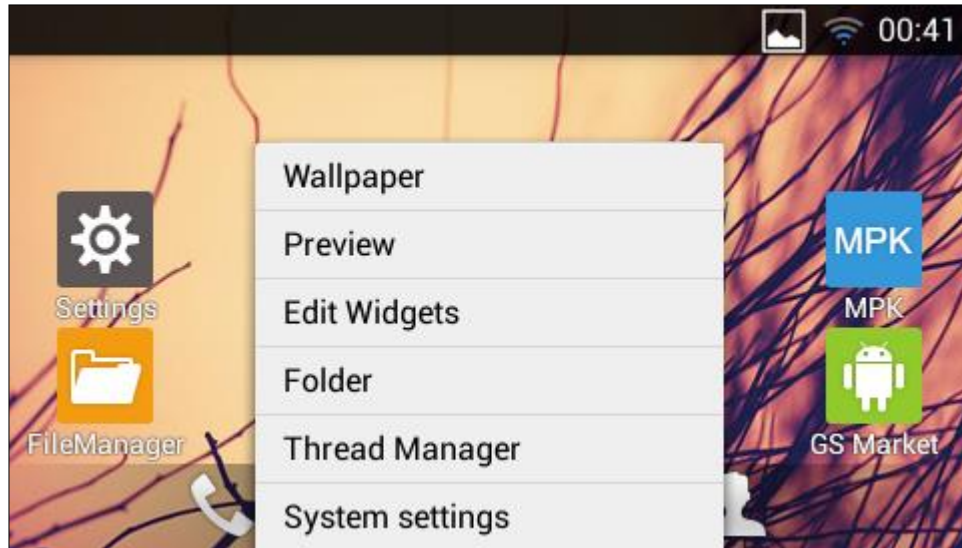 00:41
Wallpaper
Preview
Edit Widgets
Folder
Thread Manager
System settings
Settings
FileManager
MPK
MPK
GS Market